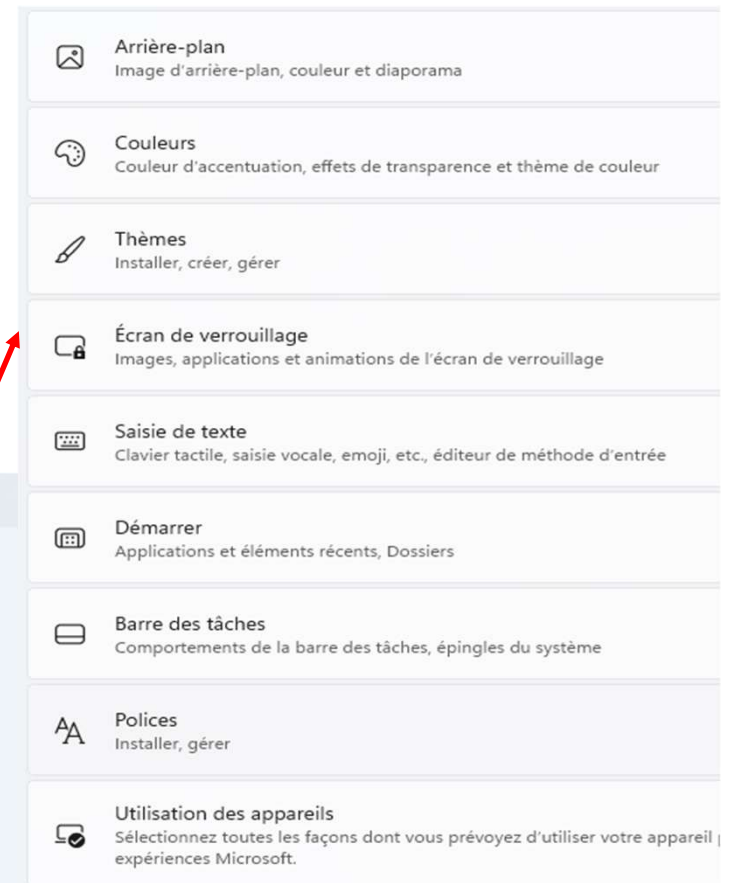 Arrière-plan
Image d'arrière-plan, couleur et diaporama
Couleurs
Couleur d'accentuation, effets de transparence et thème de couleur
Thèmes
Installer, créer, gérer
Écran de verrouillage
Images, applications et animations de l'écran de verrouillage
Saisie de texte
Clavier tactile, saisie vocale, emoji, etc., éditeur de méthode d'entrée
Démarrer
Applications et éléments récents, Dossiers
Barre des tâches
Comportements de la barre des tâches, épingles du système
Polices
Installer, gérer
Utilisation des appareils
Sélectionnez toutes les façons dont vous prévoyez d'utiliser votre appareil
expériences Microsoft.